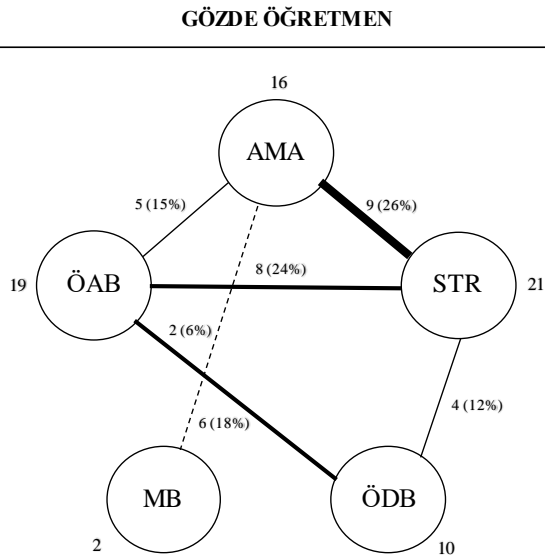 GÖZDE ÖĞRETMEN
16
AMA
5 (15%)
9 (26%)
19
ÖAB
8 (24%)
STR
21
2 (6%)
4 (12%)
6 (18%)
MB
ÖDB
2
10